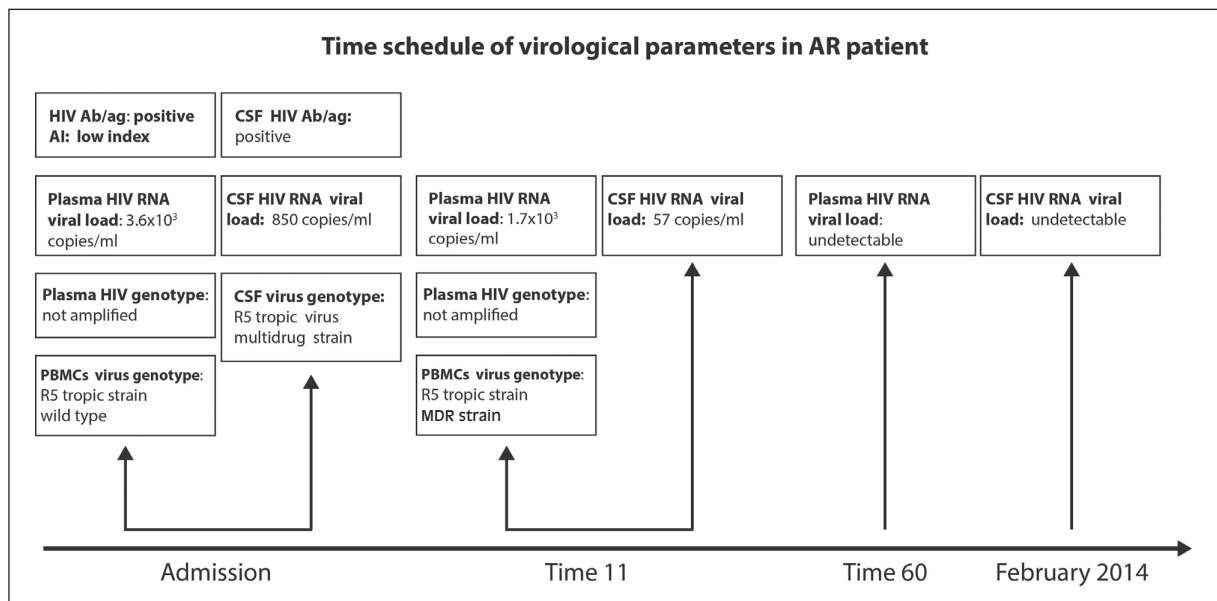 Time schedule of virological parameters in AR patient
HIV Ab/ag: positive
AI: low index
CSF HIV Ab/ag:
positive
Plasma HIV RNA
viral load: 3.6x10³
copies/ml
CSF HIV RNA viral
load: 850 copies/ml
Plasma HIV genotype:
not amplified
CSF virus genotype:
R5 tropic virus
multidrug strain
PBMCs virus genotype:
R5 tropic strain
wild type
Plasma HIV RNA
viral load: 1.7x10³
copies/ml
CSF HIV RNA viral
load: 57 copies/ml
Plasma HIV genotype:
not amplified
PBMCs virus genotype:
R5 tropic strain
MDR strain
Plasma HIV RNA
viral load:
undetectable
CSF HIV RNA viral
load: undetectable
Admission
Time 11
Time 60
February 2014